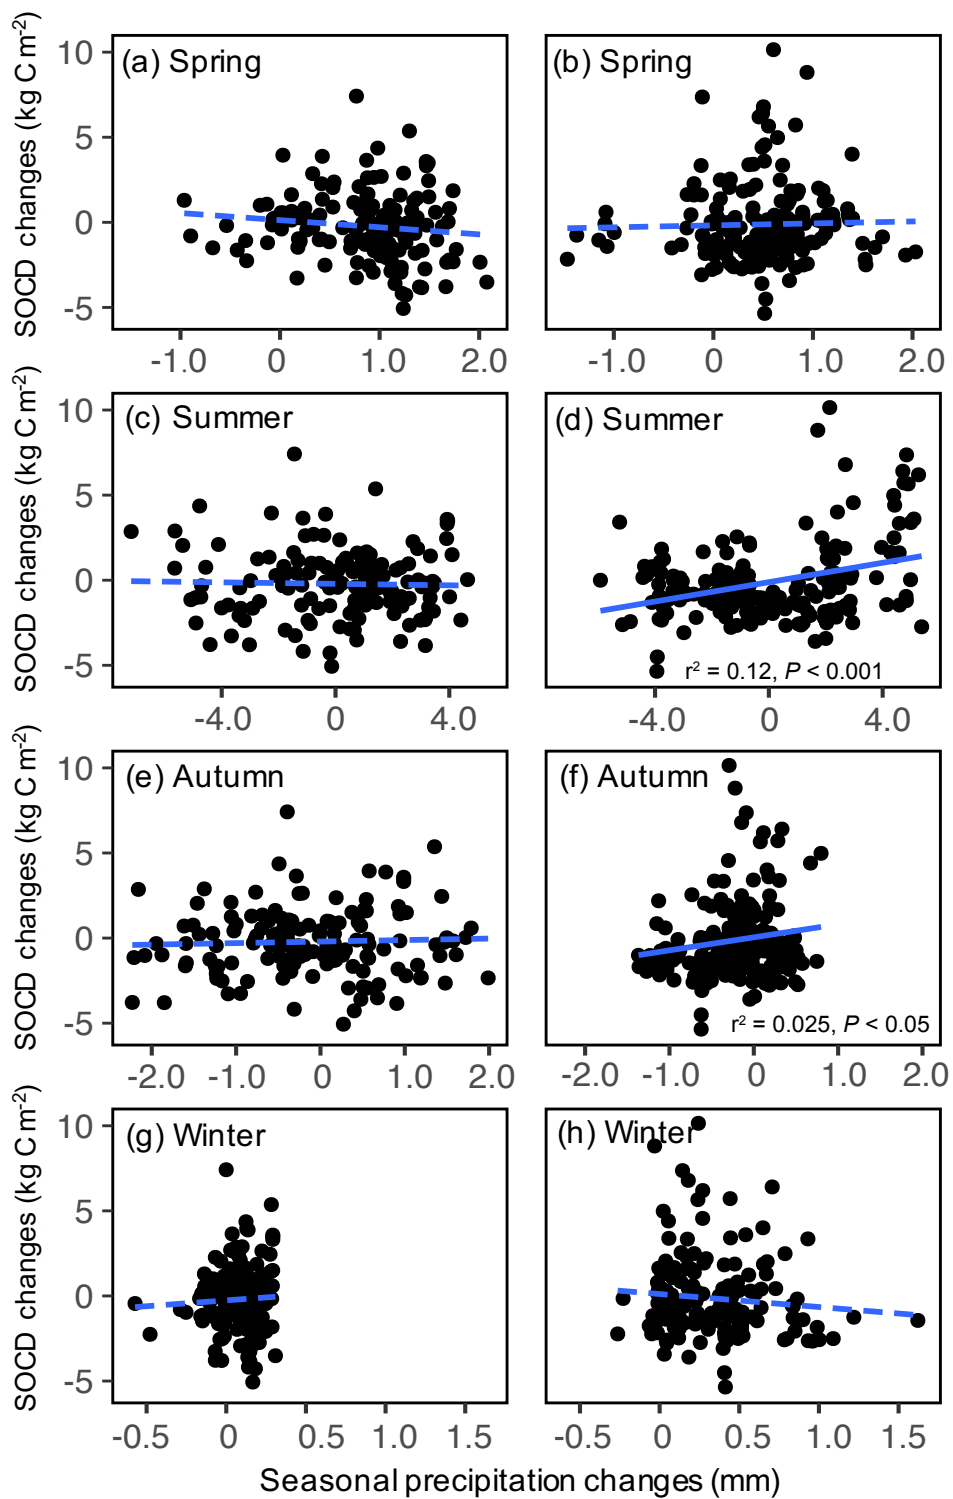 SOCD changes (kg C m⁻²)
(a) Spring
(b) Spring
10
5
0
-5
-1.0 0 1.0 2.0
-1.0 0 1.0 2.0
SOCD changes (kg C m⁻²)
(c) Summer
(d) Summer
10
5
0
-5
r² = 0.12, P < 0.001
-4.0 0 4.0
-4.0 0 4.0
SOCD changes (kg C m⁻²)
(e) Autumn
(f) Autumn
10
5
0
-5
r² = 0.025, P < 0.05
-2.0 -1.0 0 1.0 2.0
-2.0 -1.0 0 1.0 2.0
SOCD changes (kg C m⁻²)
(g) Winter
(h) Winter
10
5
0
-5
-0.5 0 0.5 1.0 1.5
-0.5 0 0.5 1.0 1.5
Seasonal precipitation changes (mm)